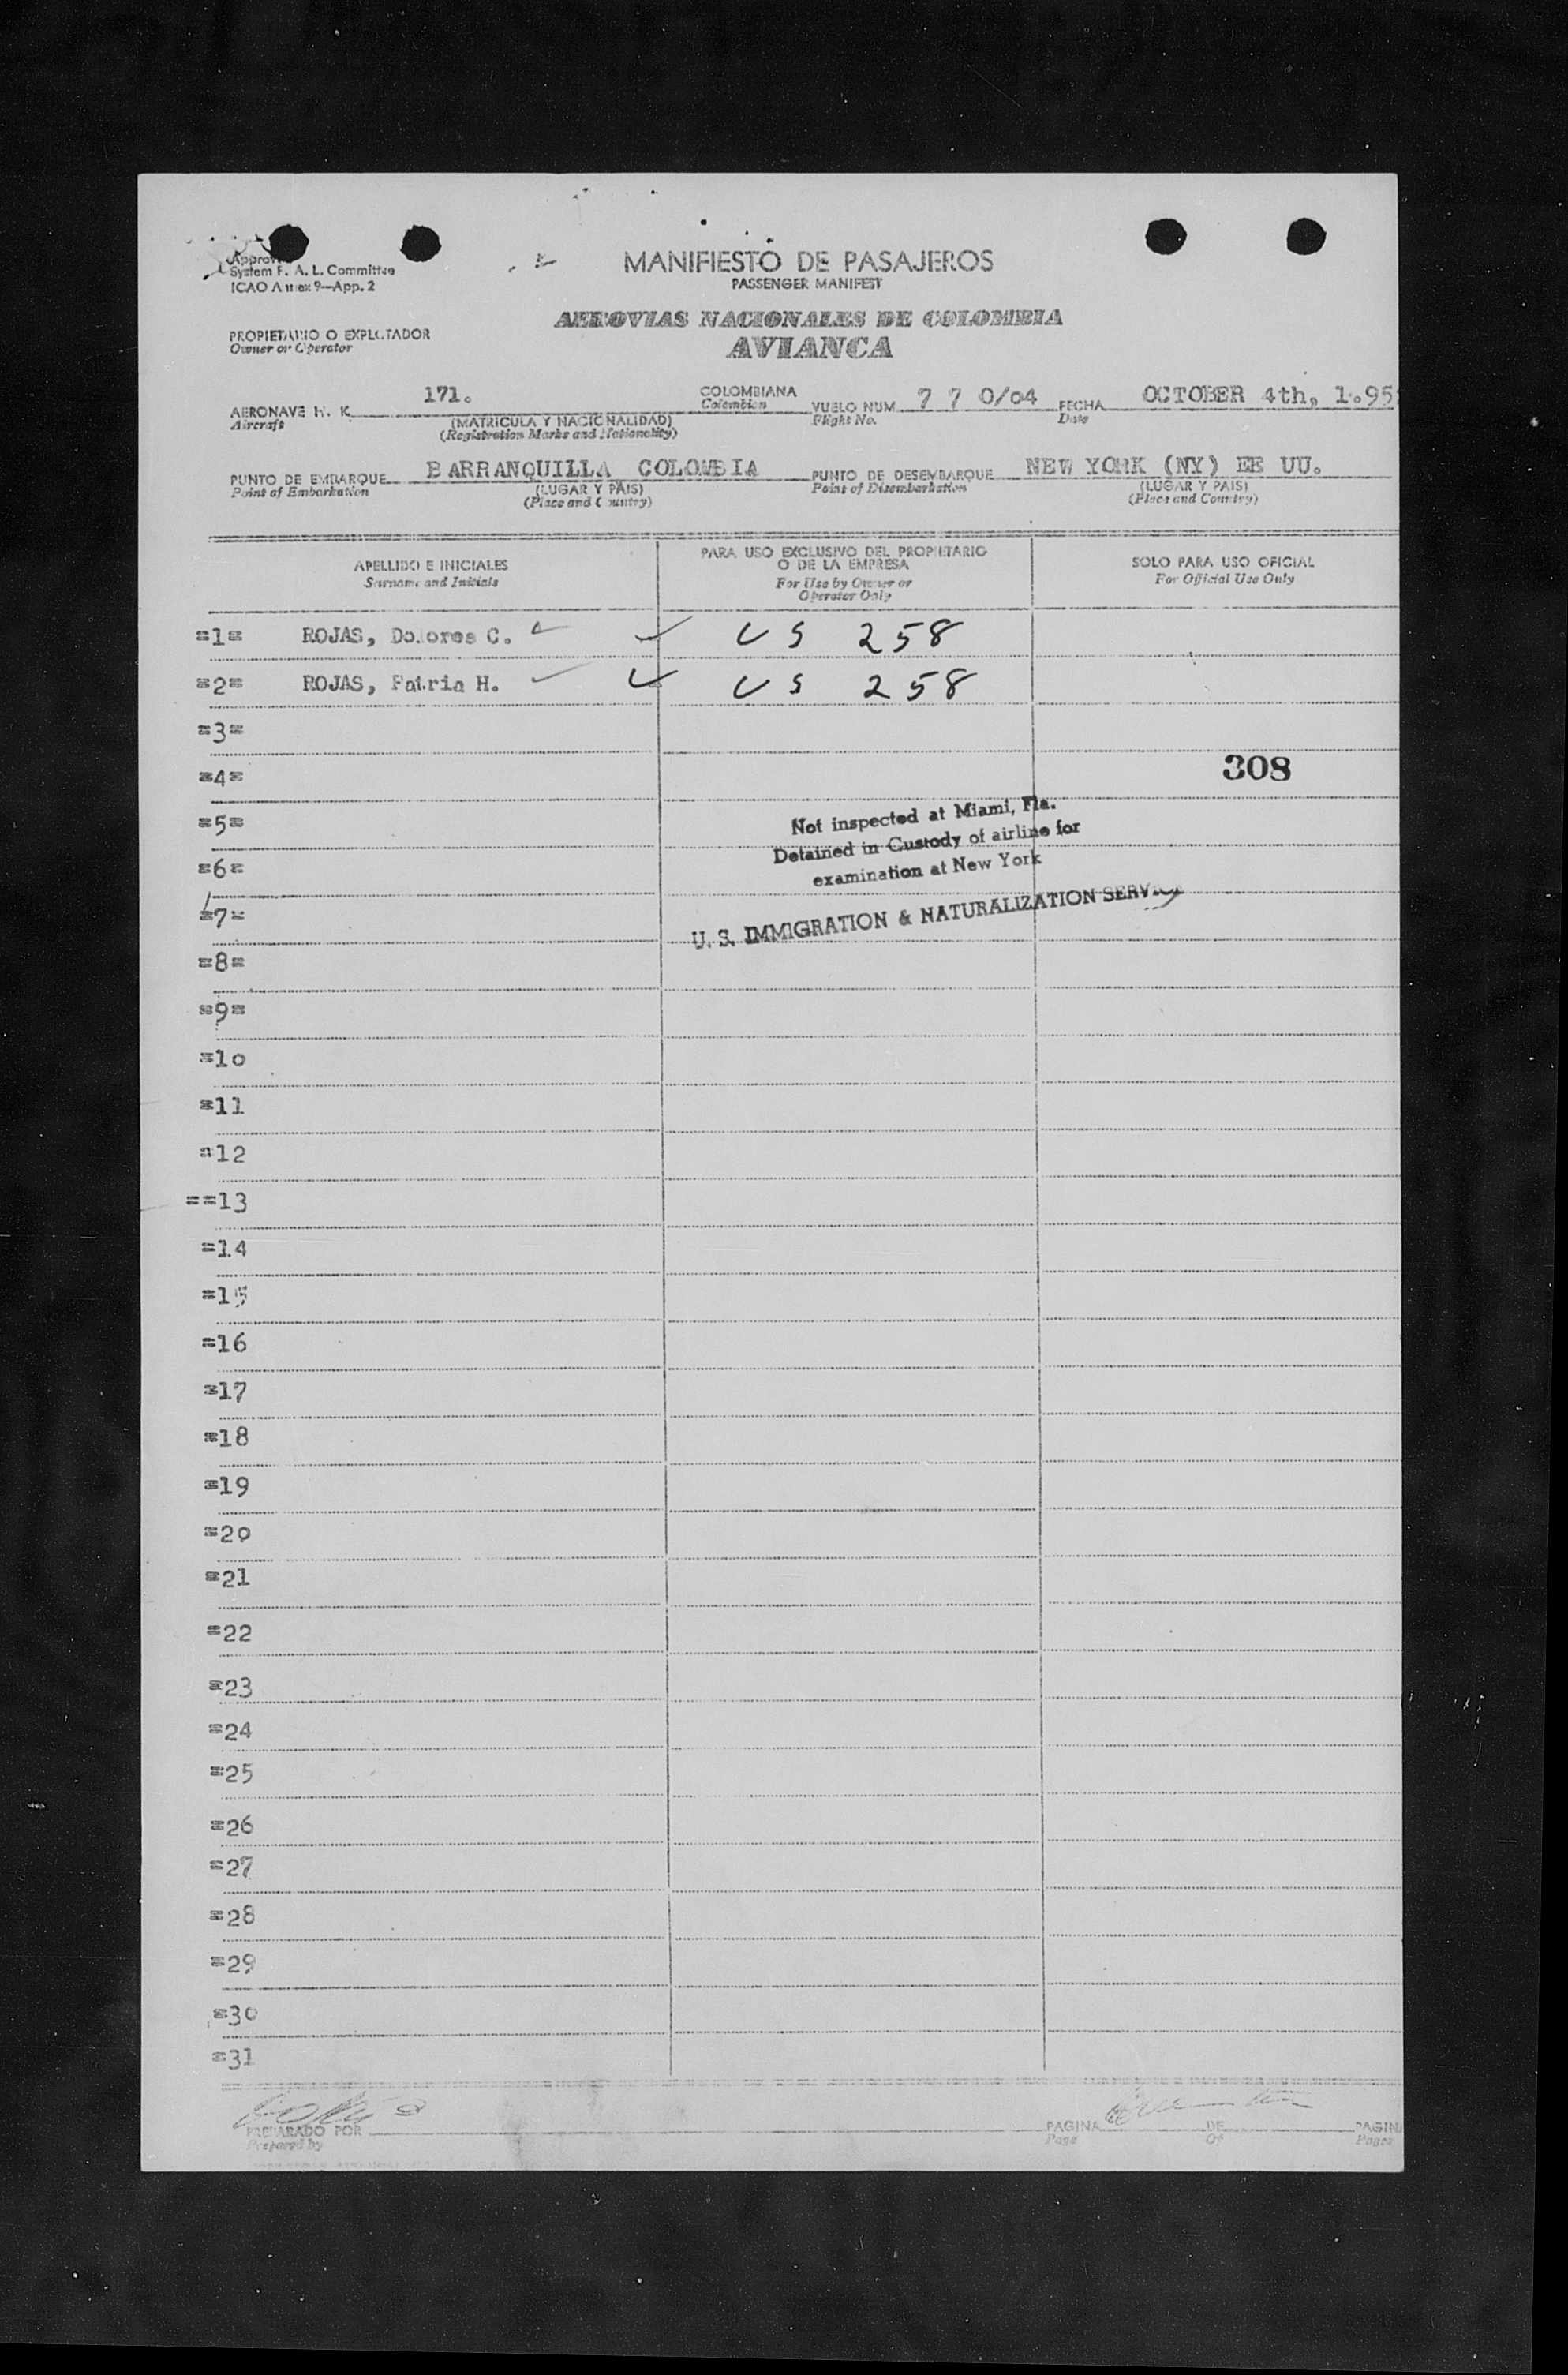 MANIFIESTO DE PASAJEROS
PASSENGER MANIFEST
System F. A. L. Committee
ICAO Annex 9—App. 2
AEROVIAS NACIONALES DE COLOMBIA
AVIANCA
PROPIETARIO O EXPLOTADOR
Owner or Operator
AERONAVE H. K. 171. COLOMBIANA VUELO NUM 7 7 0/04 FECHA OCTOBER 4th, 1.95
Aircraft (MATRICULA Y NACIONALIDAD) Colombian Flight No. Date
(Registration Marks and Nationality)
PUNTO DE EMBARQUE BARRANQUILLA COLOMBIA PUNTO DE DESEMBARQUE NEW YORK (NY) EE UU.
Point of Embarkation (LUGAR Y PAIS) Point of Disembarkation (LUGAR Y PAIS)
(Place and Country) (Place and Country)
APELLIDO E INICIALES
Surname and Initials
PARA USO EXCLUSIVO DEL PROPIETARIO
O DE LA EMPRESA
For Use by Owner or
Operator Only
SOLO PARA USO OFICIAL
For Official Use Only
=1= ROJAS, Dolores C. US 258
=2= ROJAS, Patria H. US 258
=3=
=4= 308
=5= Not inspected at Miami, Fla.
Detained in Custody of airline for
=6= examination at New York
=7= U. S. IMMIGRATION & NATURALIZATION SERVICE
=8=
=9=
=10
=11
=12
==13
=14
=15
=16
=17
=18
=19
=20
=21
=22
=23
=24
=25
=26
=27
=28
=29
=30
=31
PREPARADO POR PAGINA DE PAGIN
Prepared by Page Of Pages